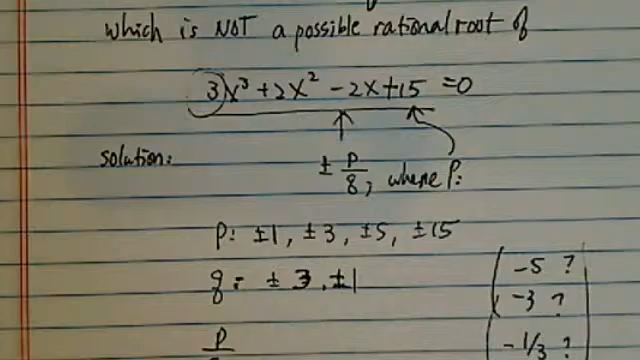 which is NOT a possible rational root of
3x³ + 2x² - 2x + 15 = 0
solution:
± p/q, where p:
p: ±1, ±3, ±5, ±15
q: ±3, ±1
-5 ?
-3 ?
-1/3 ?
p